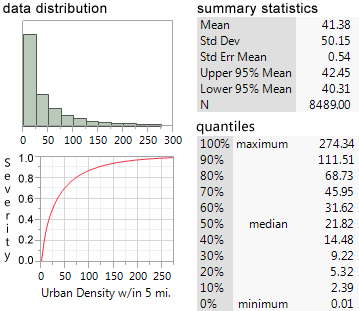 data distribution
0 50 100 150 200 250 300
Severity
1.0
0.8
0.6
0.4
0.2
0.0
0 50 100 150 200 250
Urban Density w/in 5 mi.
summary statistics
Mean 41.38
Std Dev 50.15
Std Err Mean 0.54
Upper 95% Mean 42.45
Lower 95% Mean 40.31
N 8489.00
quantiles
100% maximum 274.34
90% 111.51
80% 68.73
70% 45.95
60% 31.62
50% median 21.82
40% 14.48
30% 9.22
20% 5.32
10% 2.39
0% minimum 0.01